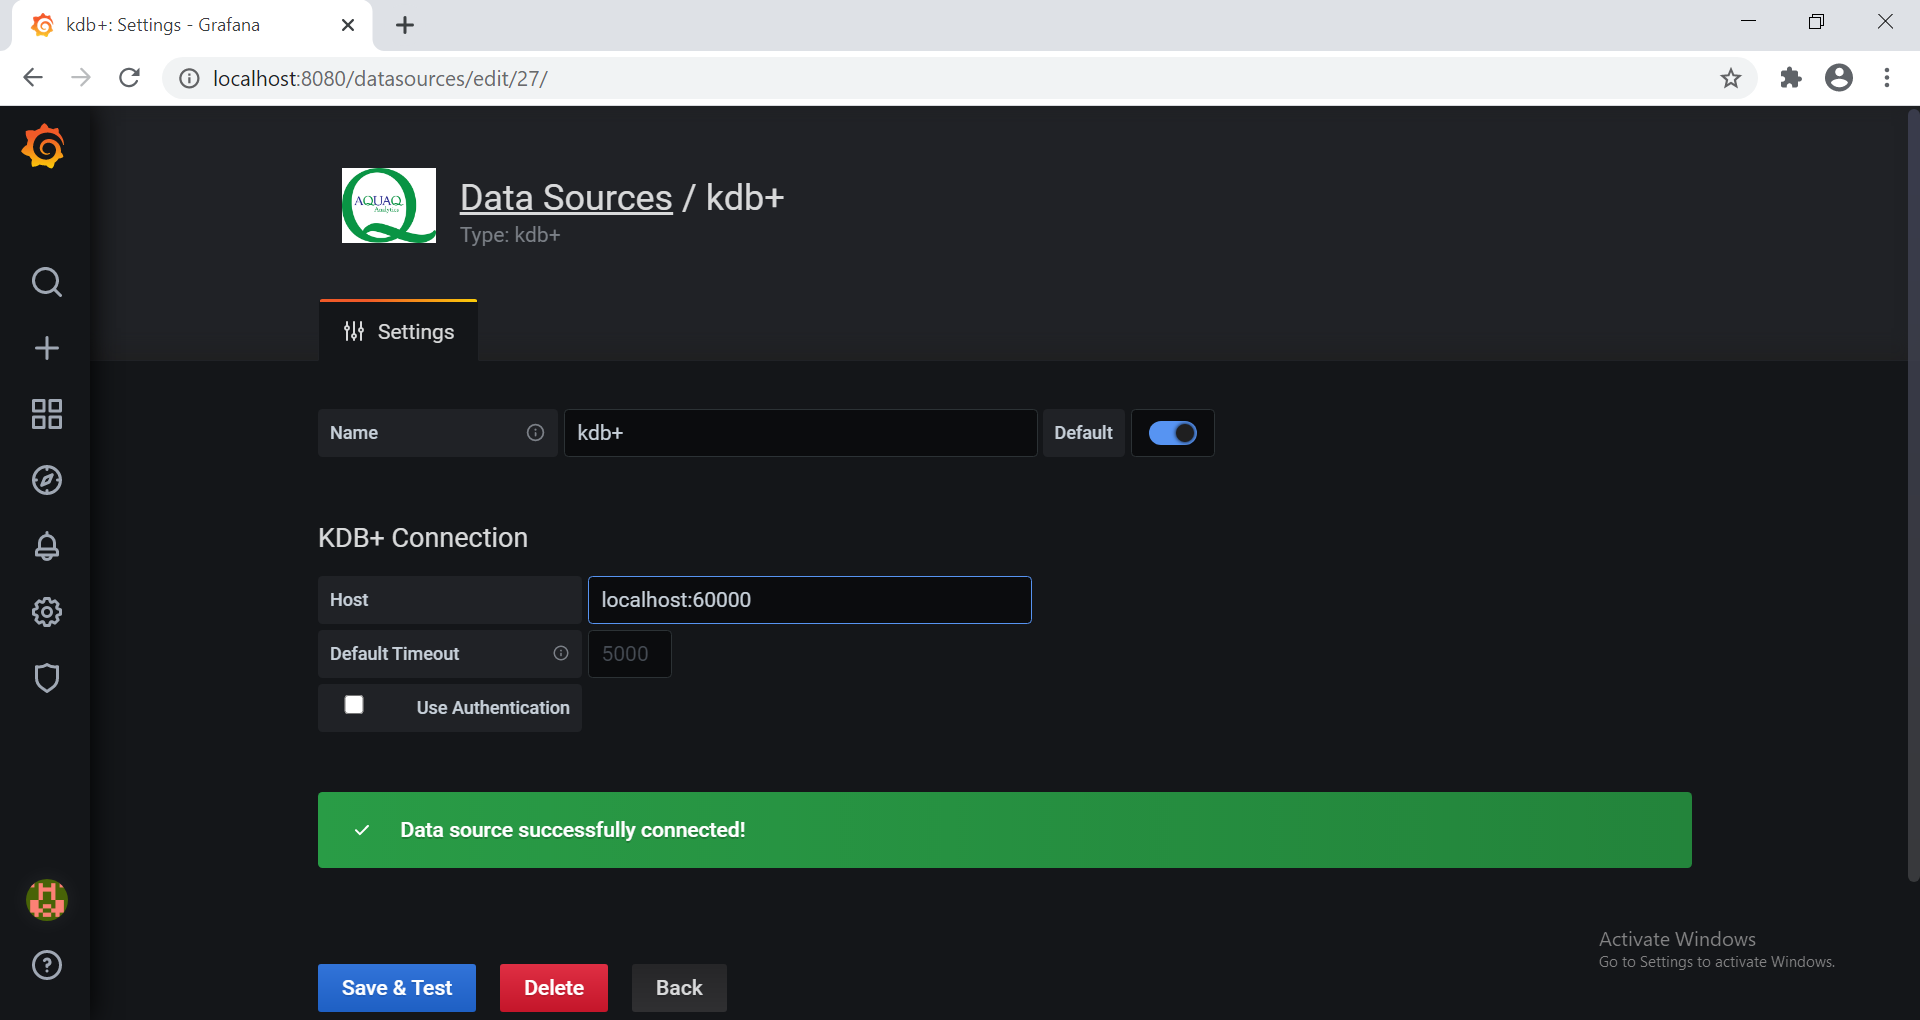 kdb+: Settings - Grafana
localhost:8080/datasources/edit/27/
AQUAQ
Analytics
Data Sources / kdb+
Type: kdb+
Settings
Name kdb+ Default
KDB+ Connection
Host localhost:60000
Default Timeout 5000
Use Authentication
Data source successfully connected!
Activate Windows
Go to Settings to activate Windows.
Save & Test Delete Back